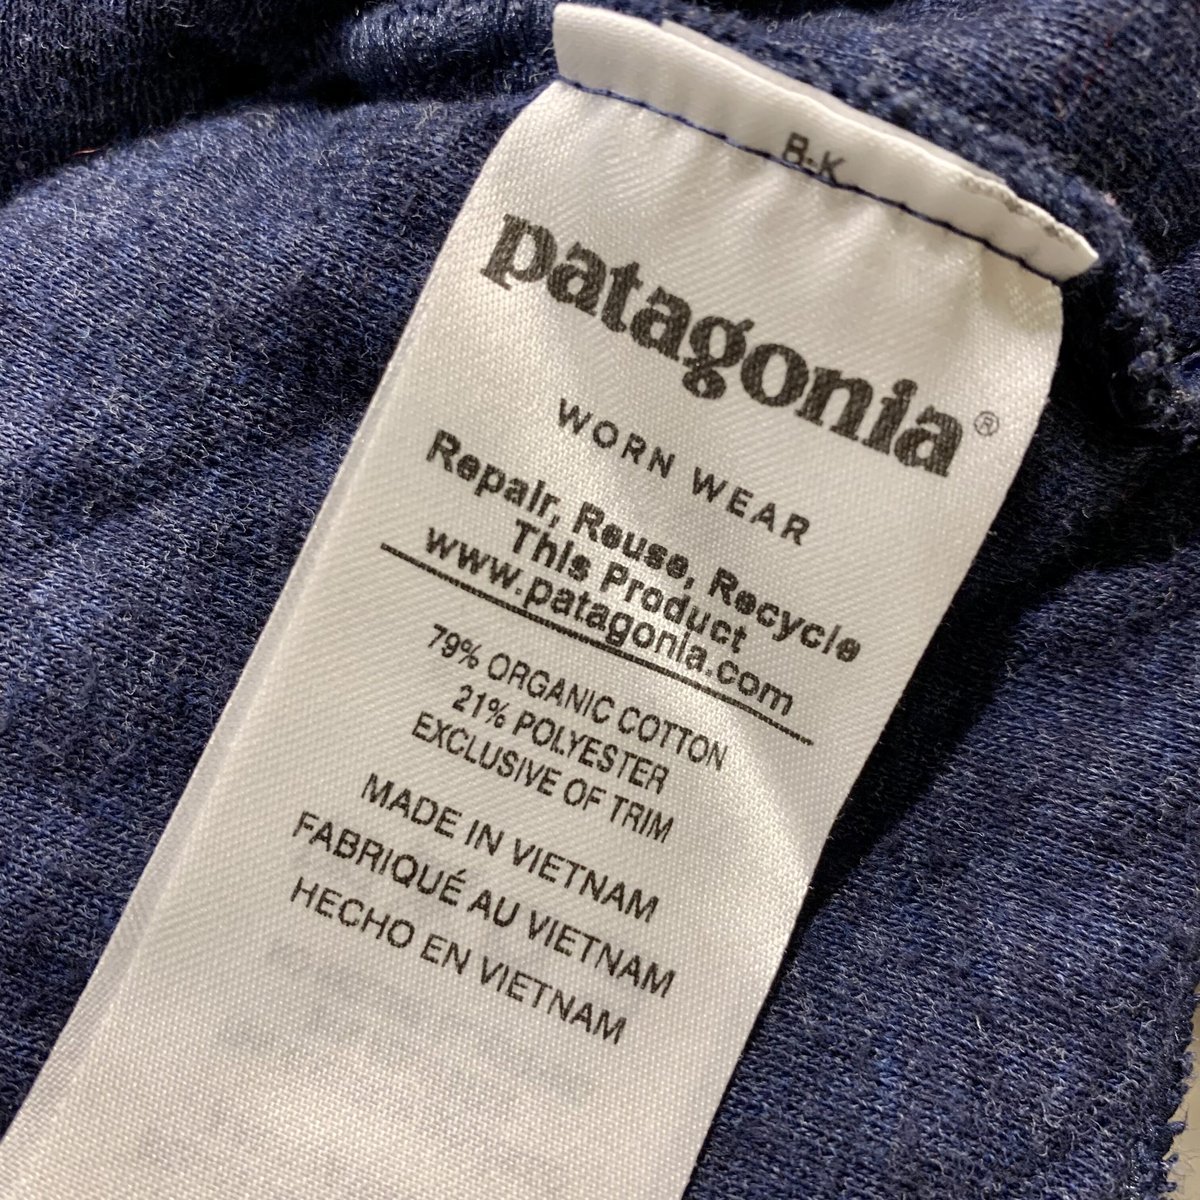 B-K
patagonia®
WORN WEAR
Repair, Reuse, Recycle
This Product
www.patagonia.com
79% ORGANIC COTTON
21% POLYESTER
EXCLUSIVE OF TRIM
MADE IN VIETNAM
FABRIQUÉ AU VIETNAM
HECHO EN VIETNAM